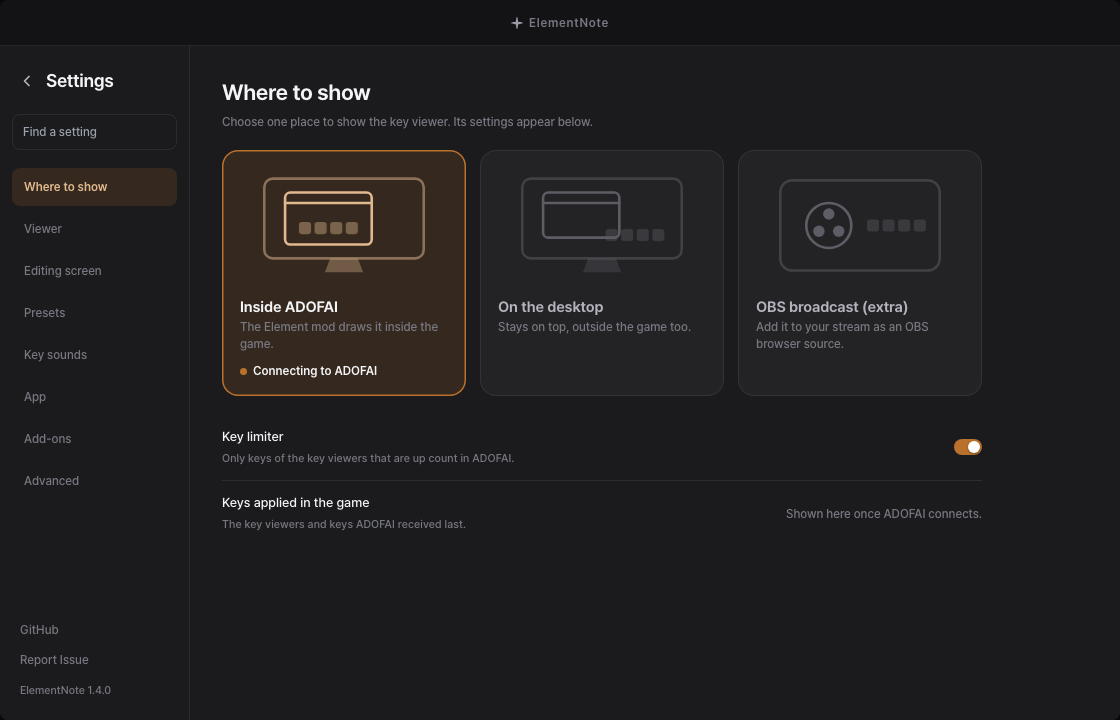 ElementNote
Settings
Find a setting
Where to show
Viewer
Editing screen
Presets
Key sounds
App
Add-ons
Advanced
GitHub
Report Issue
ElementNote 1.4.0
Where to show
Choose one place to show the key viewer. Its settings appear below.
Inside ADOFAI
The Element mod draws it inside the
game.
Connecting to ADOFAI
On the desktop
Stays on top, outside the game too.
OBS broadcast (extra)
Add it to your stream as an OBS
browser source.
Key limiter
Only keys of the key viewers that are up count in ADOFAI.
Keys applied in the game
The key viewers and keys ADOFAI received last.
Shown here once ADOFAI connects.